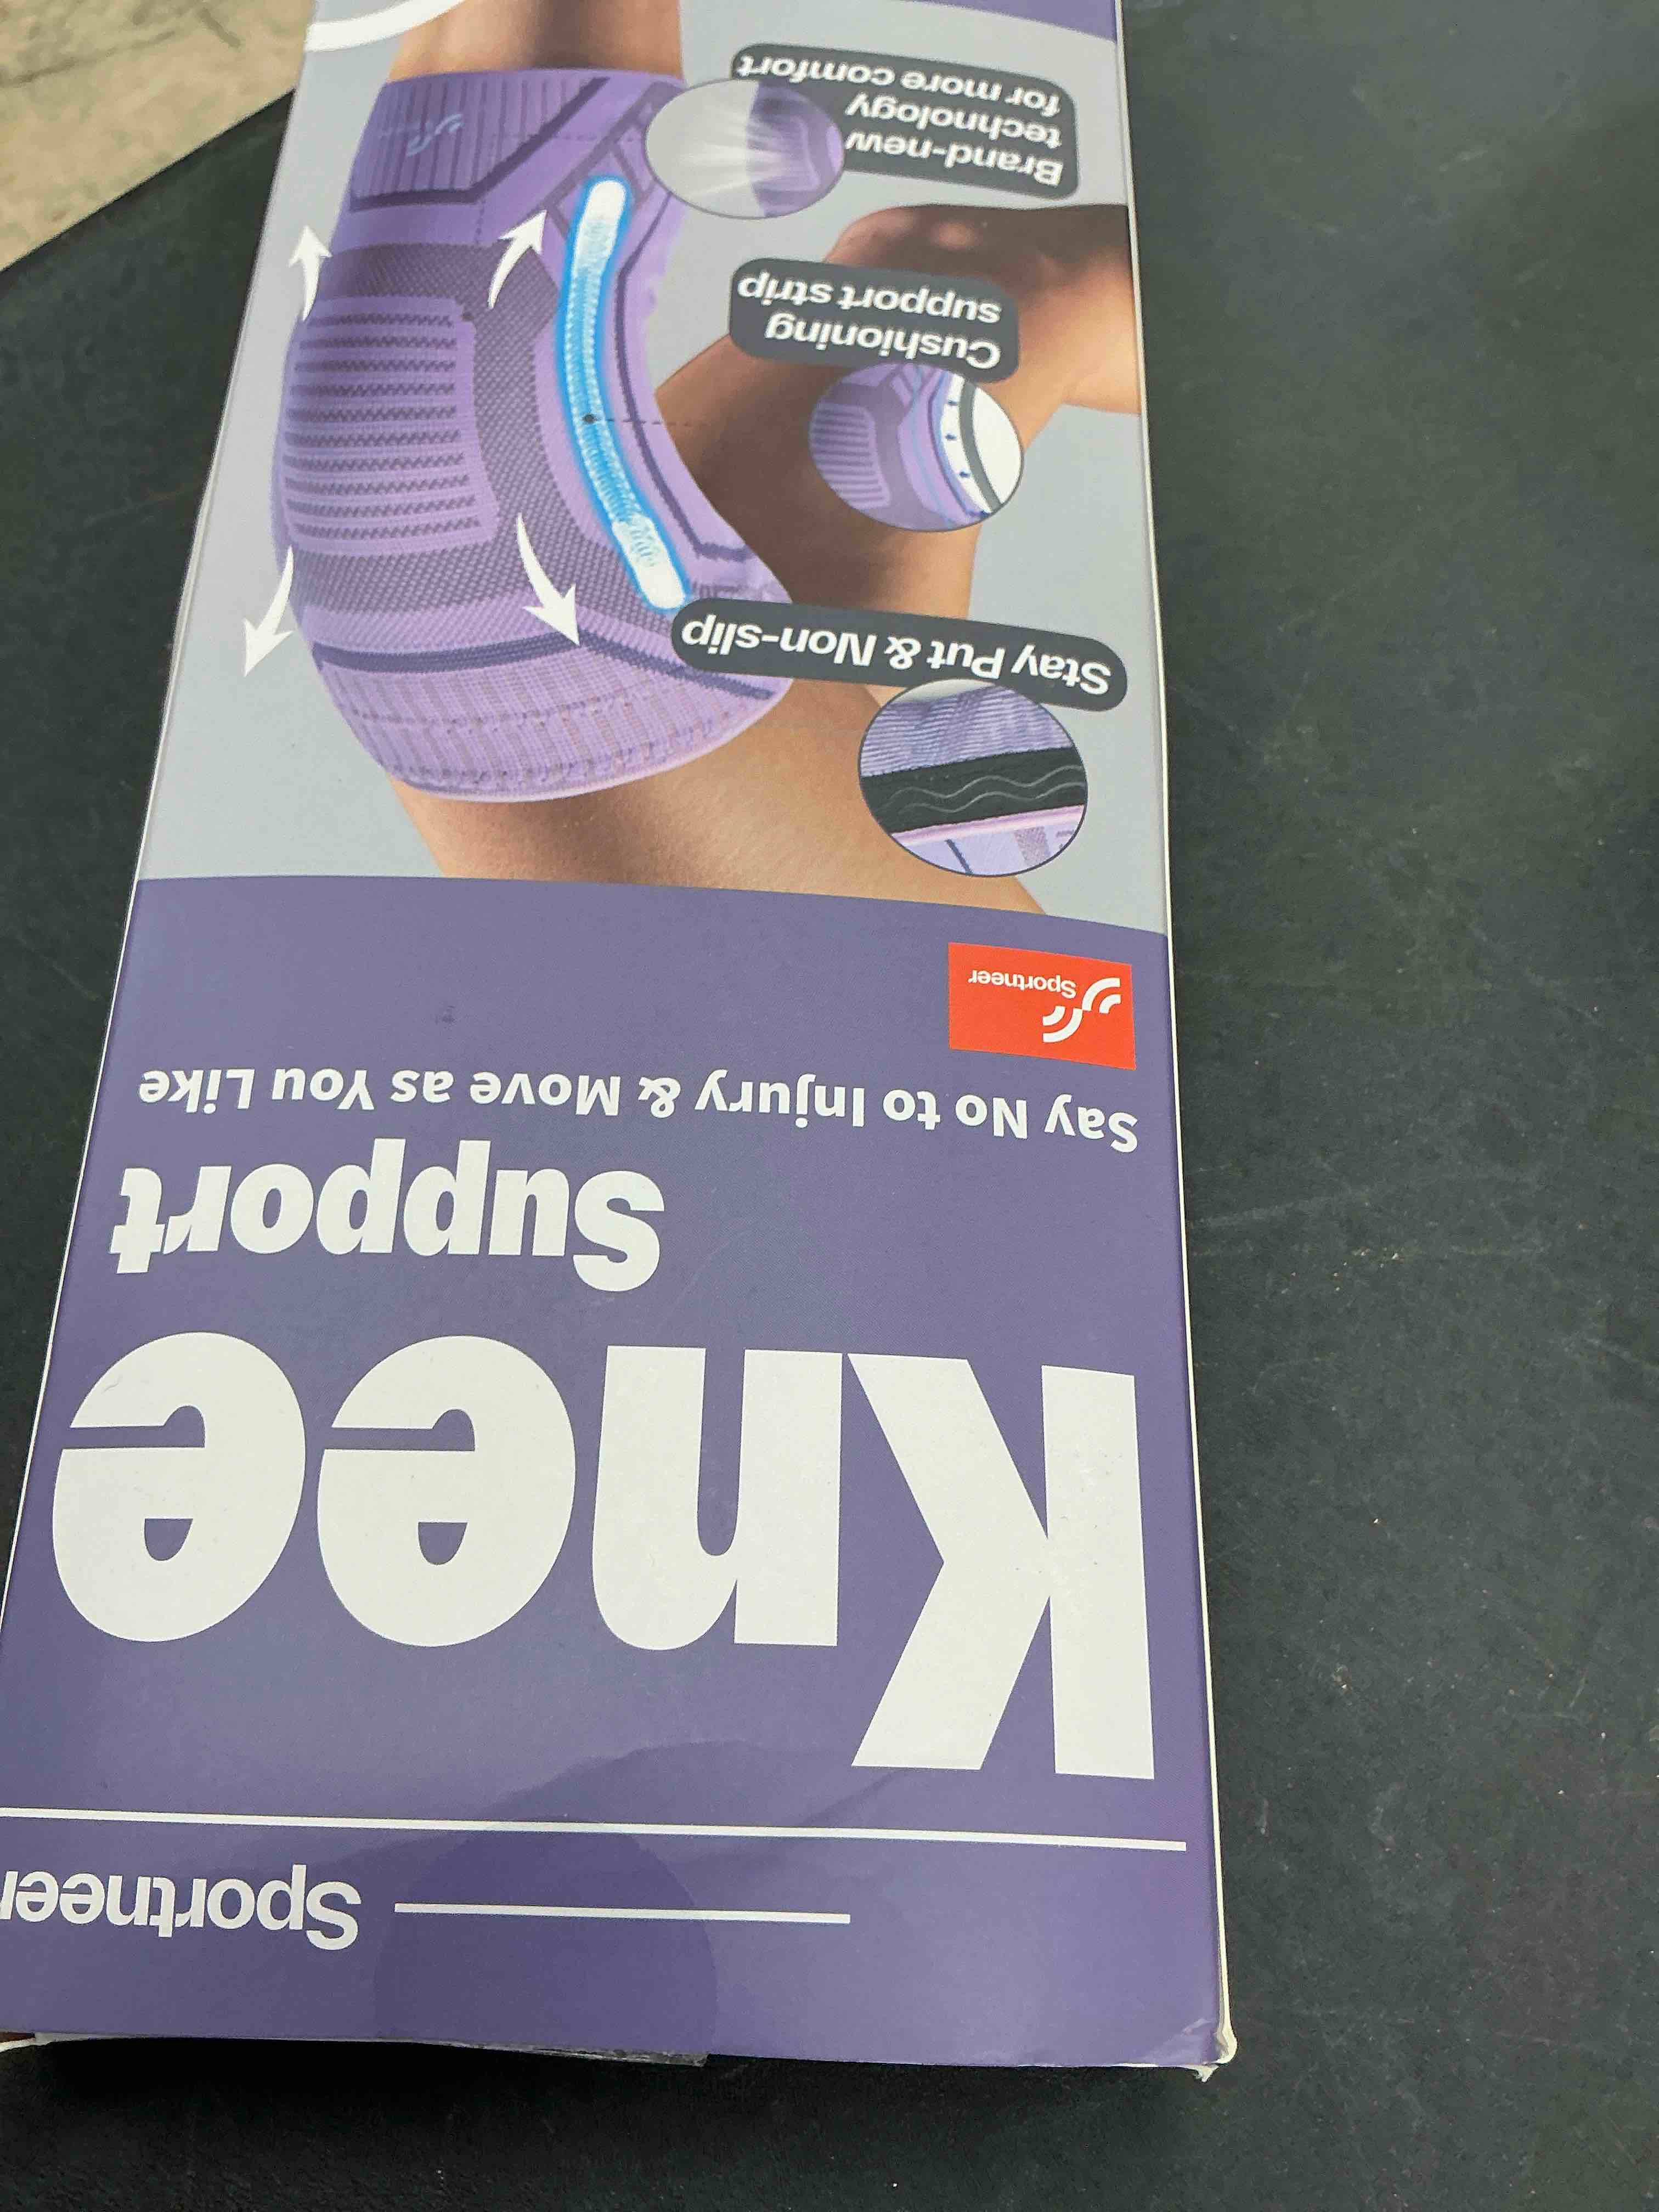 Sportneer
Knee
Support
Say No to Injury & Move as You Like
Sportneer
Stay Put & Non-slip
Cushioning
support strip
Brand-new
technology
for more comfort